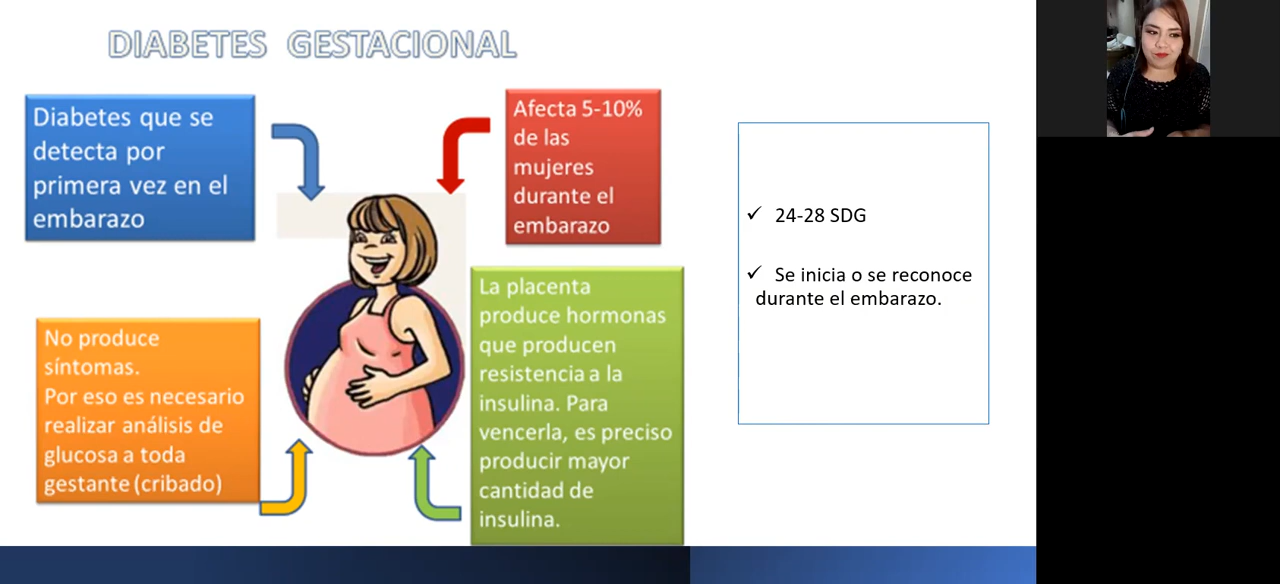 DIABETES GESTACIONAL
Diabetes que se
detecta por
primera vez en el
embarazo
Afecta 5-10%
de las
mujeres
durante el
embarazo
No produce
síntomas.
Por eso es necesario
realizar análisis de
glucosa a toda
gestante (cribado)
La placenta
produce hormonas
que producen
resistencia a la
insulina. Para
vencerla, es preciso
producir mayor
cantidad de
insulina.
✓ 24-28 SDG
✓ Se inicia o se reconoce
durante el embarazo.